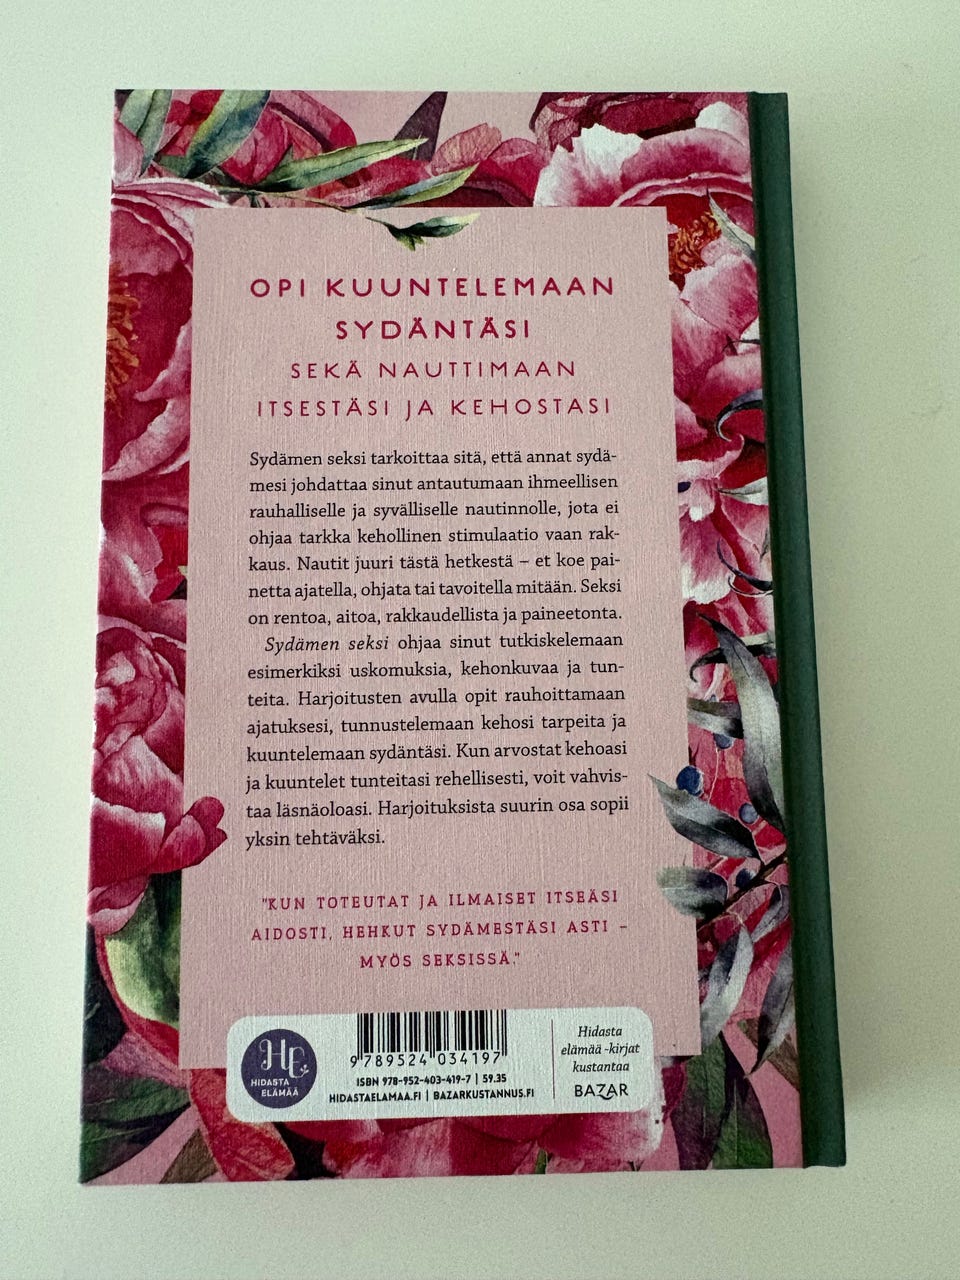 OPI KUUNTELEMAAN
SYDÄNTÄSI
SEKÄ NAUTTIMAAN
ITSESTÄSI JA KEHOSTASI
Sydämen seksi tarkoittaa sitä, että annat sydä-
mesi johdattaa sinut antautumaan ihmeellisen
rauhalliselle ja syvälliselle nautinnolle, jota ei
ohjaa tarkka kehollinen stimulaatio vaan rak-
kaus. Nautit juuri tästä hetkestä – et koe pai-
netta ajatella, ohjata tai tavoitella mitään. Seksi
on rentoa, aitoa, rakkaudellista ja paineetonta.
Sydämen seksi ohjaa sinut tutkiskelemaan
esimerkiksi uskomuksia, kehonkuvaa ja tun-
teita. Harjoitusten avulla opit rauhoittamaan
ajatuksesi, tunnustelemaan kehosi tarpeita ja
kuuntelemaan sydäntäsi. Kun arvostat kehoasi
ja kuuntelet tunteitasi rehellisesti, voit vahvis-
taa läsnäoloasi. Harjoituksista suurin osa sopii
yksin tehtäväksi.
"KUN TOTEUTAT JA ILMAISET ITSEÄSI
AIDOSTI, HEHKUT SYDÄMESTÄSI ASTI –
MYÖS SEKSISSÄ."
HE
HIDASTA
ELÄMÄÄ
9 789524 034197
ISBN 978-952-403-419-7 | 59.35
HIDASTAELAMAA.FI | BAZARKUSTANNUS.FI
Hidasta
elämää -kirjat
kustantaa
BAZAR